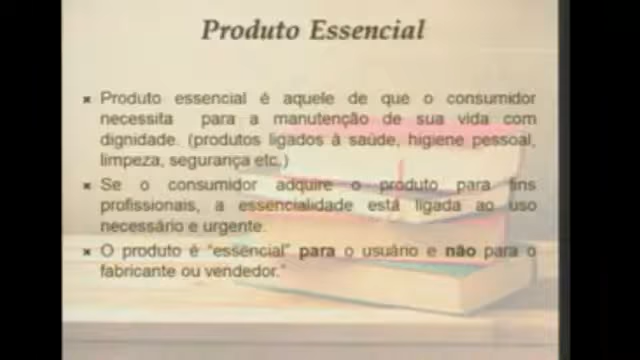 Produto Essencial
× Produto essencial é aquele de que o consumidor
necessita para a manutenção de sua vida com
dignidade. (produtos ligados à saúde, higiene pessoal,
limpeza, segurança etc.)
× Se o consumidor adquire o produto para fins
profissionais, a essencialidade está ligada ao uso
necessário e urgente.
× O produto é "essencial" para o usuário e não para o
fabricante ou vendedor."